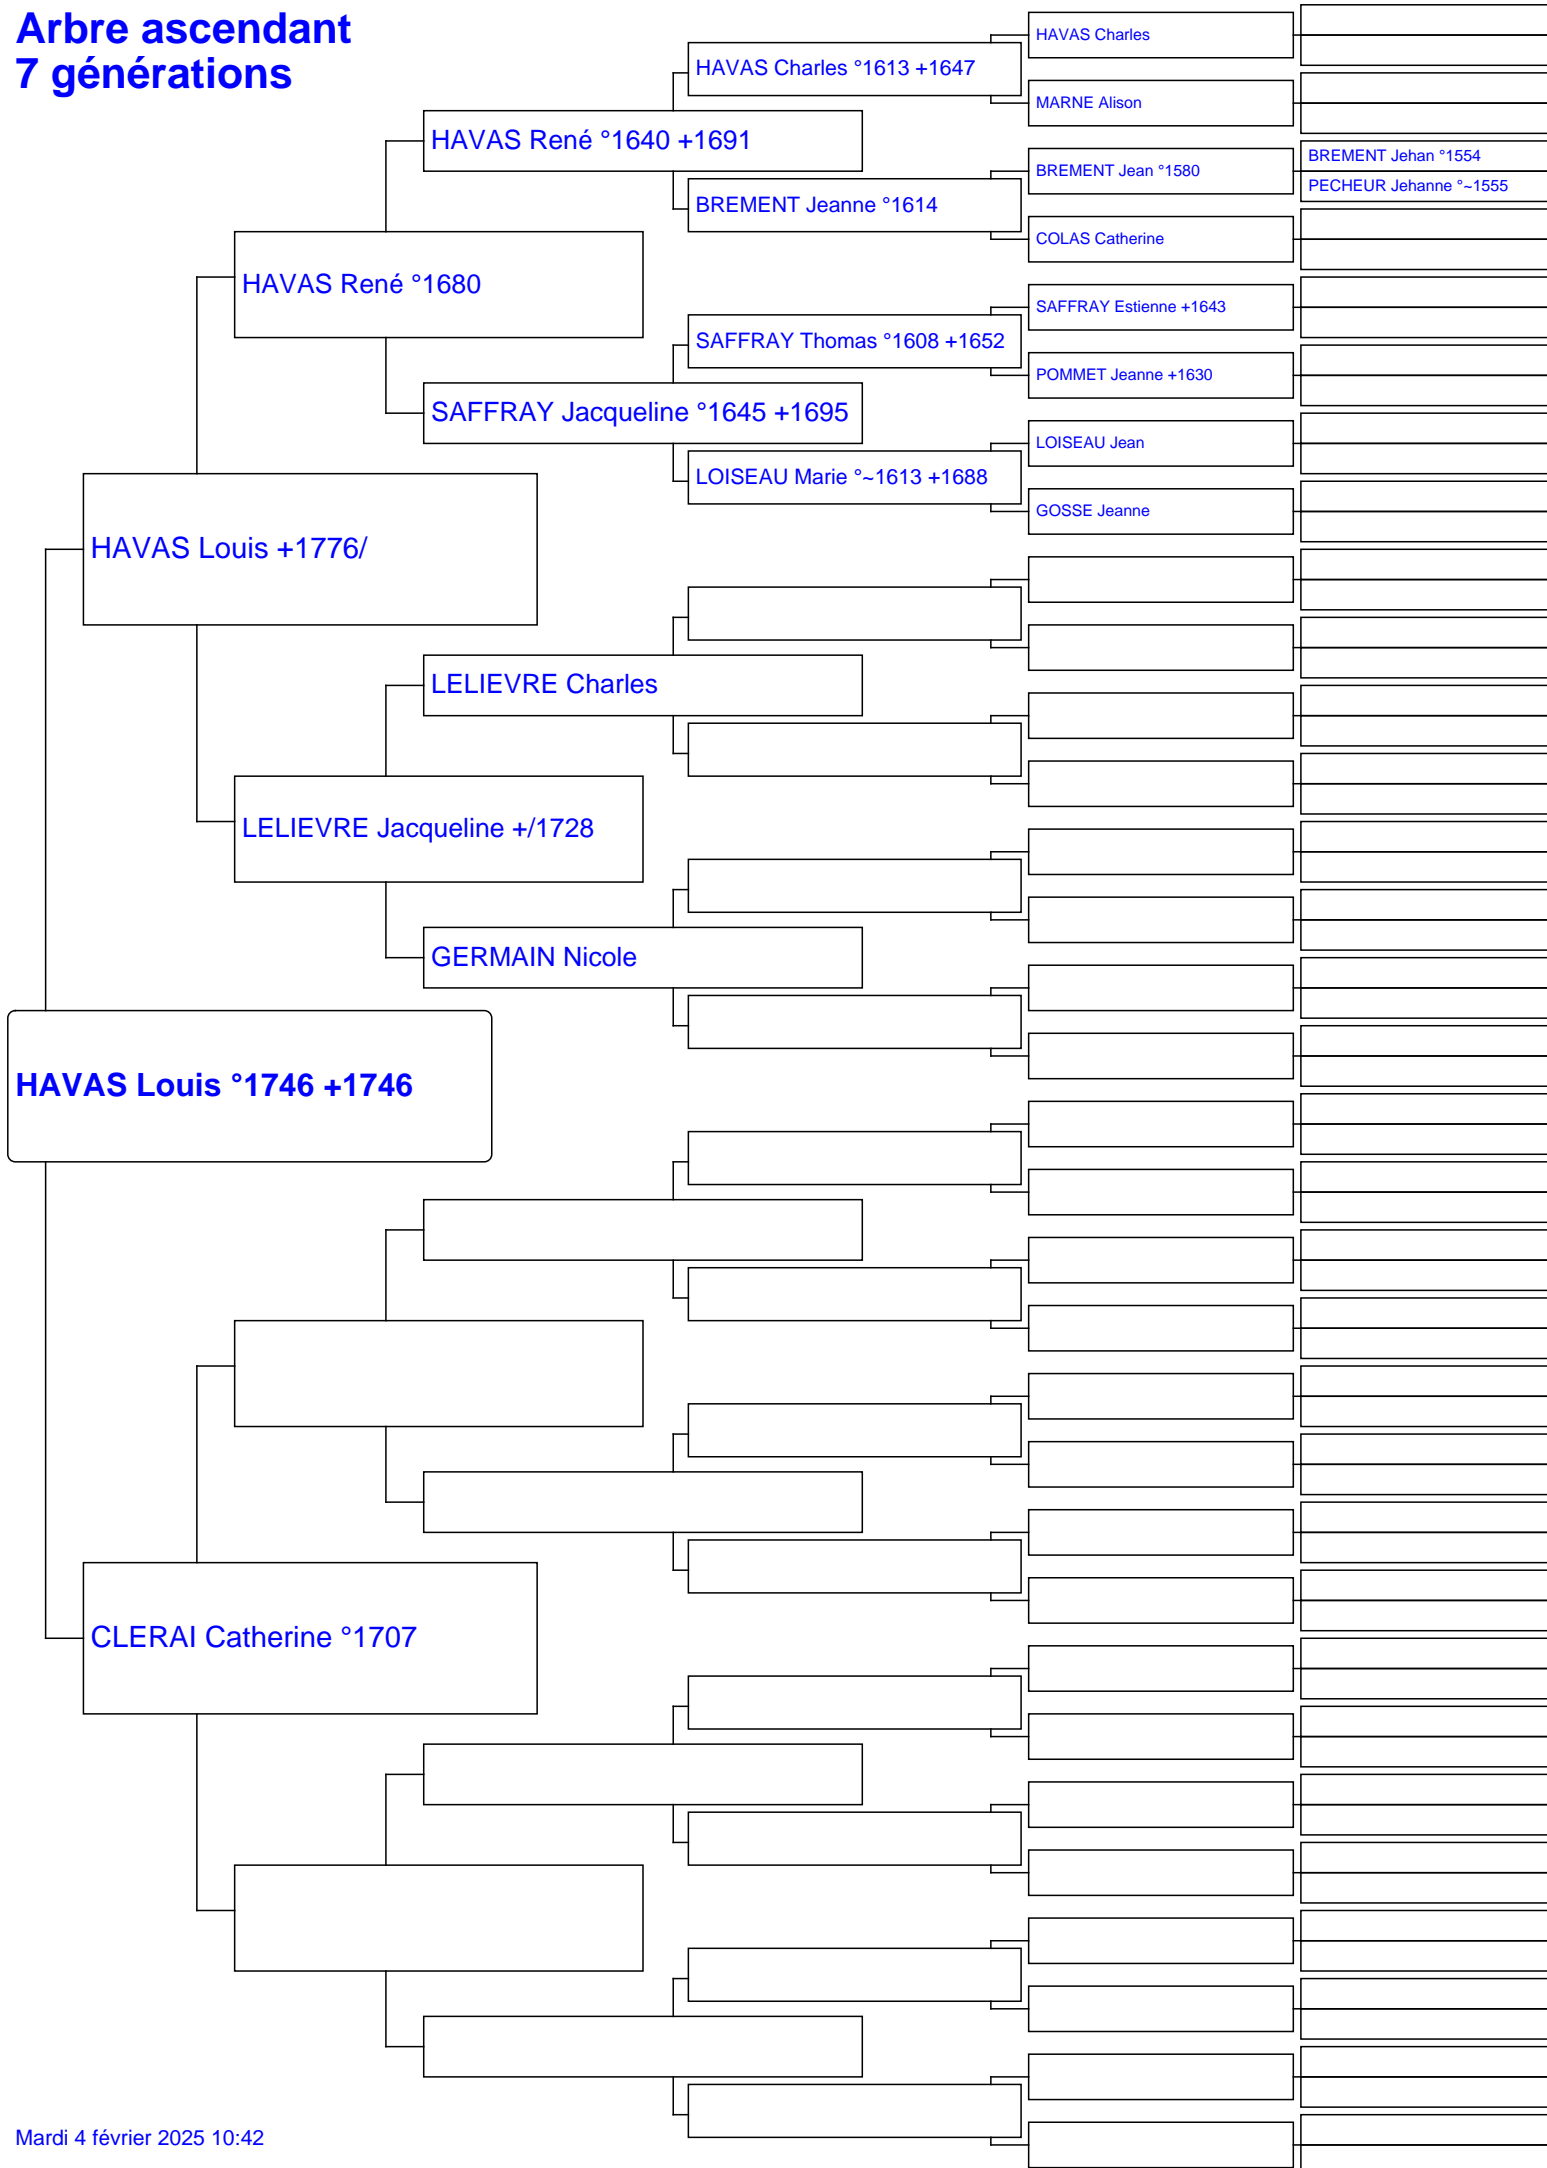 Arbre ascendant
7 générations
HAVAS Charles
HAVAS Charles °1613 +1647
MARNE Alison
HAVAS René °1640 +1691
BREMENT Jehan °1554
BREMENT Jean °1580
PECHEUR Jehanne °~1555
BREMENT Jeanne °1614
COLAS Catherine
HAVAS René °1680
SAFFRAY Estienne +1643
SAFFRAY Thomas °1608 +1652
POMMET Jeanne +1630
SAFFRAY Jacqueline °1645 +1695
LOISEAU Jean
LOISEAU Marie °~1613 +1688
GOSSE Jeanne
HAVAS Louis +1776/
LELIEVRE Charles
LELIEVRE Jacqueline +/1728
GERMAIN Nicole
HAVAS Louis °1746 +1746
CLERAI Catherine °1707
Mardi 4 février 2025 10:42